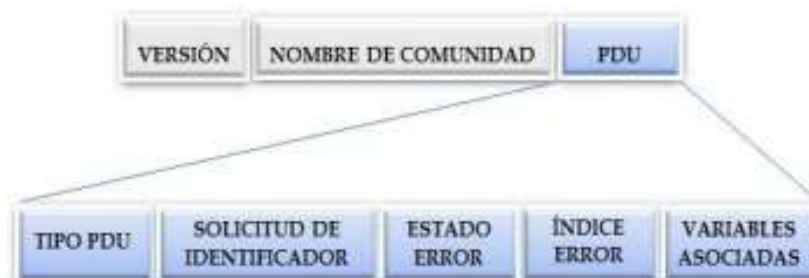 VERSIÓN NOMBRE DE COMUNIDAD PDU
TIPO PDU SOLICITUD DE IDENTIFICADOR ESTADO ERROR ÍNDICE ERROR VARIABLES ASOCIADAS